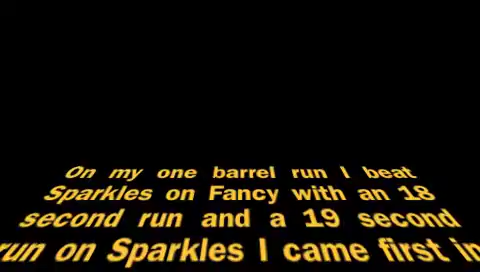 On my one barrel run I beat
Sparkles on Fancy with an 18
second run and a 19 second
run on Sparkles I came first in